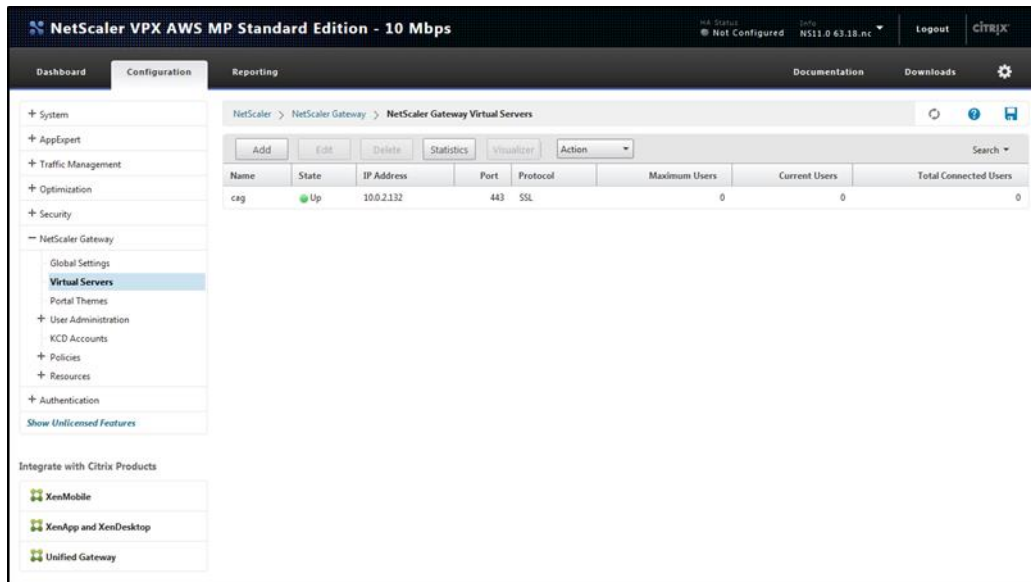 NetScaler VPX AWS MP Standard Edition - 10 Mbps
HA Status
Not Configured
Info
NS11.0 63.18.nc
Logout
CİTRIX
Dashboard
Configuration
Reporting
Documentation
Downloads
+ System
+ AppExpert
+ Traffic Management
+ Optimization
+ Security
− NetScaler Gateway
Global Settings
Virtual Servers
Portal Themes
+ User Administration
KCD Accounts
+ Policies
+ Resources
+ Authentication
Show Unlicensed Features
Integrate with Citrix Products
XenMobile
XenApp and XenDesktop
Unified Gateway
NetScaler > NetScaler Gateway > NetScaler Gateway Virtual Servers
Add Edit Delete Statistics Visualizer Action Search
Name State IP Address Port Protocol Maximum Users Current Users Total Connected Users
cag Up 10.0.2.132 443 SSL 0 0 0